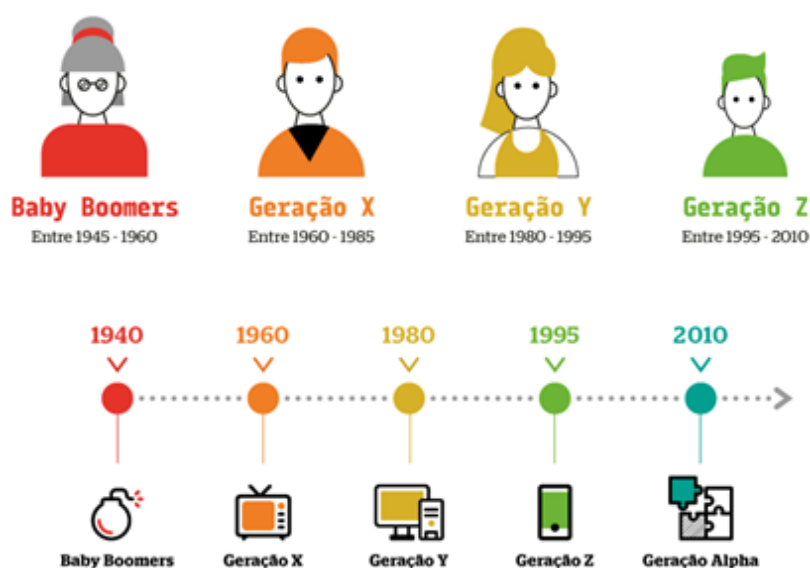 Baby Boomers
Entre 1945 - 1960
Geração X
Entre 1960 - 1985
Geração Y
Entre 1980 - 1995
Geração Z
Entre 1995 - 2010
1940
1960
1980
1995
2010
Baby Boomers
Geração X
Geração Y
Geração Z
Geração Alpha